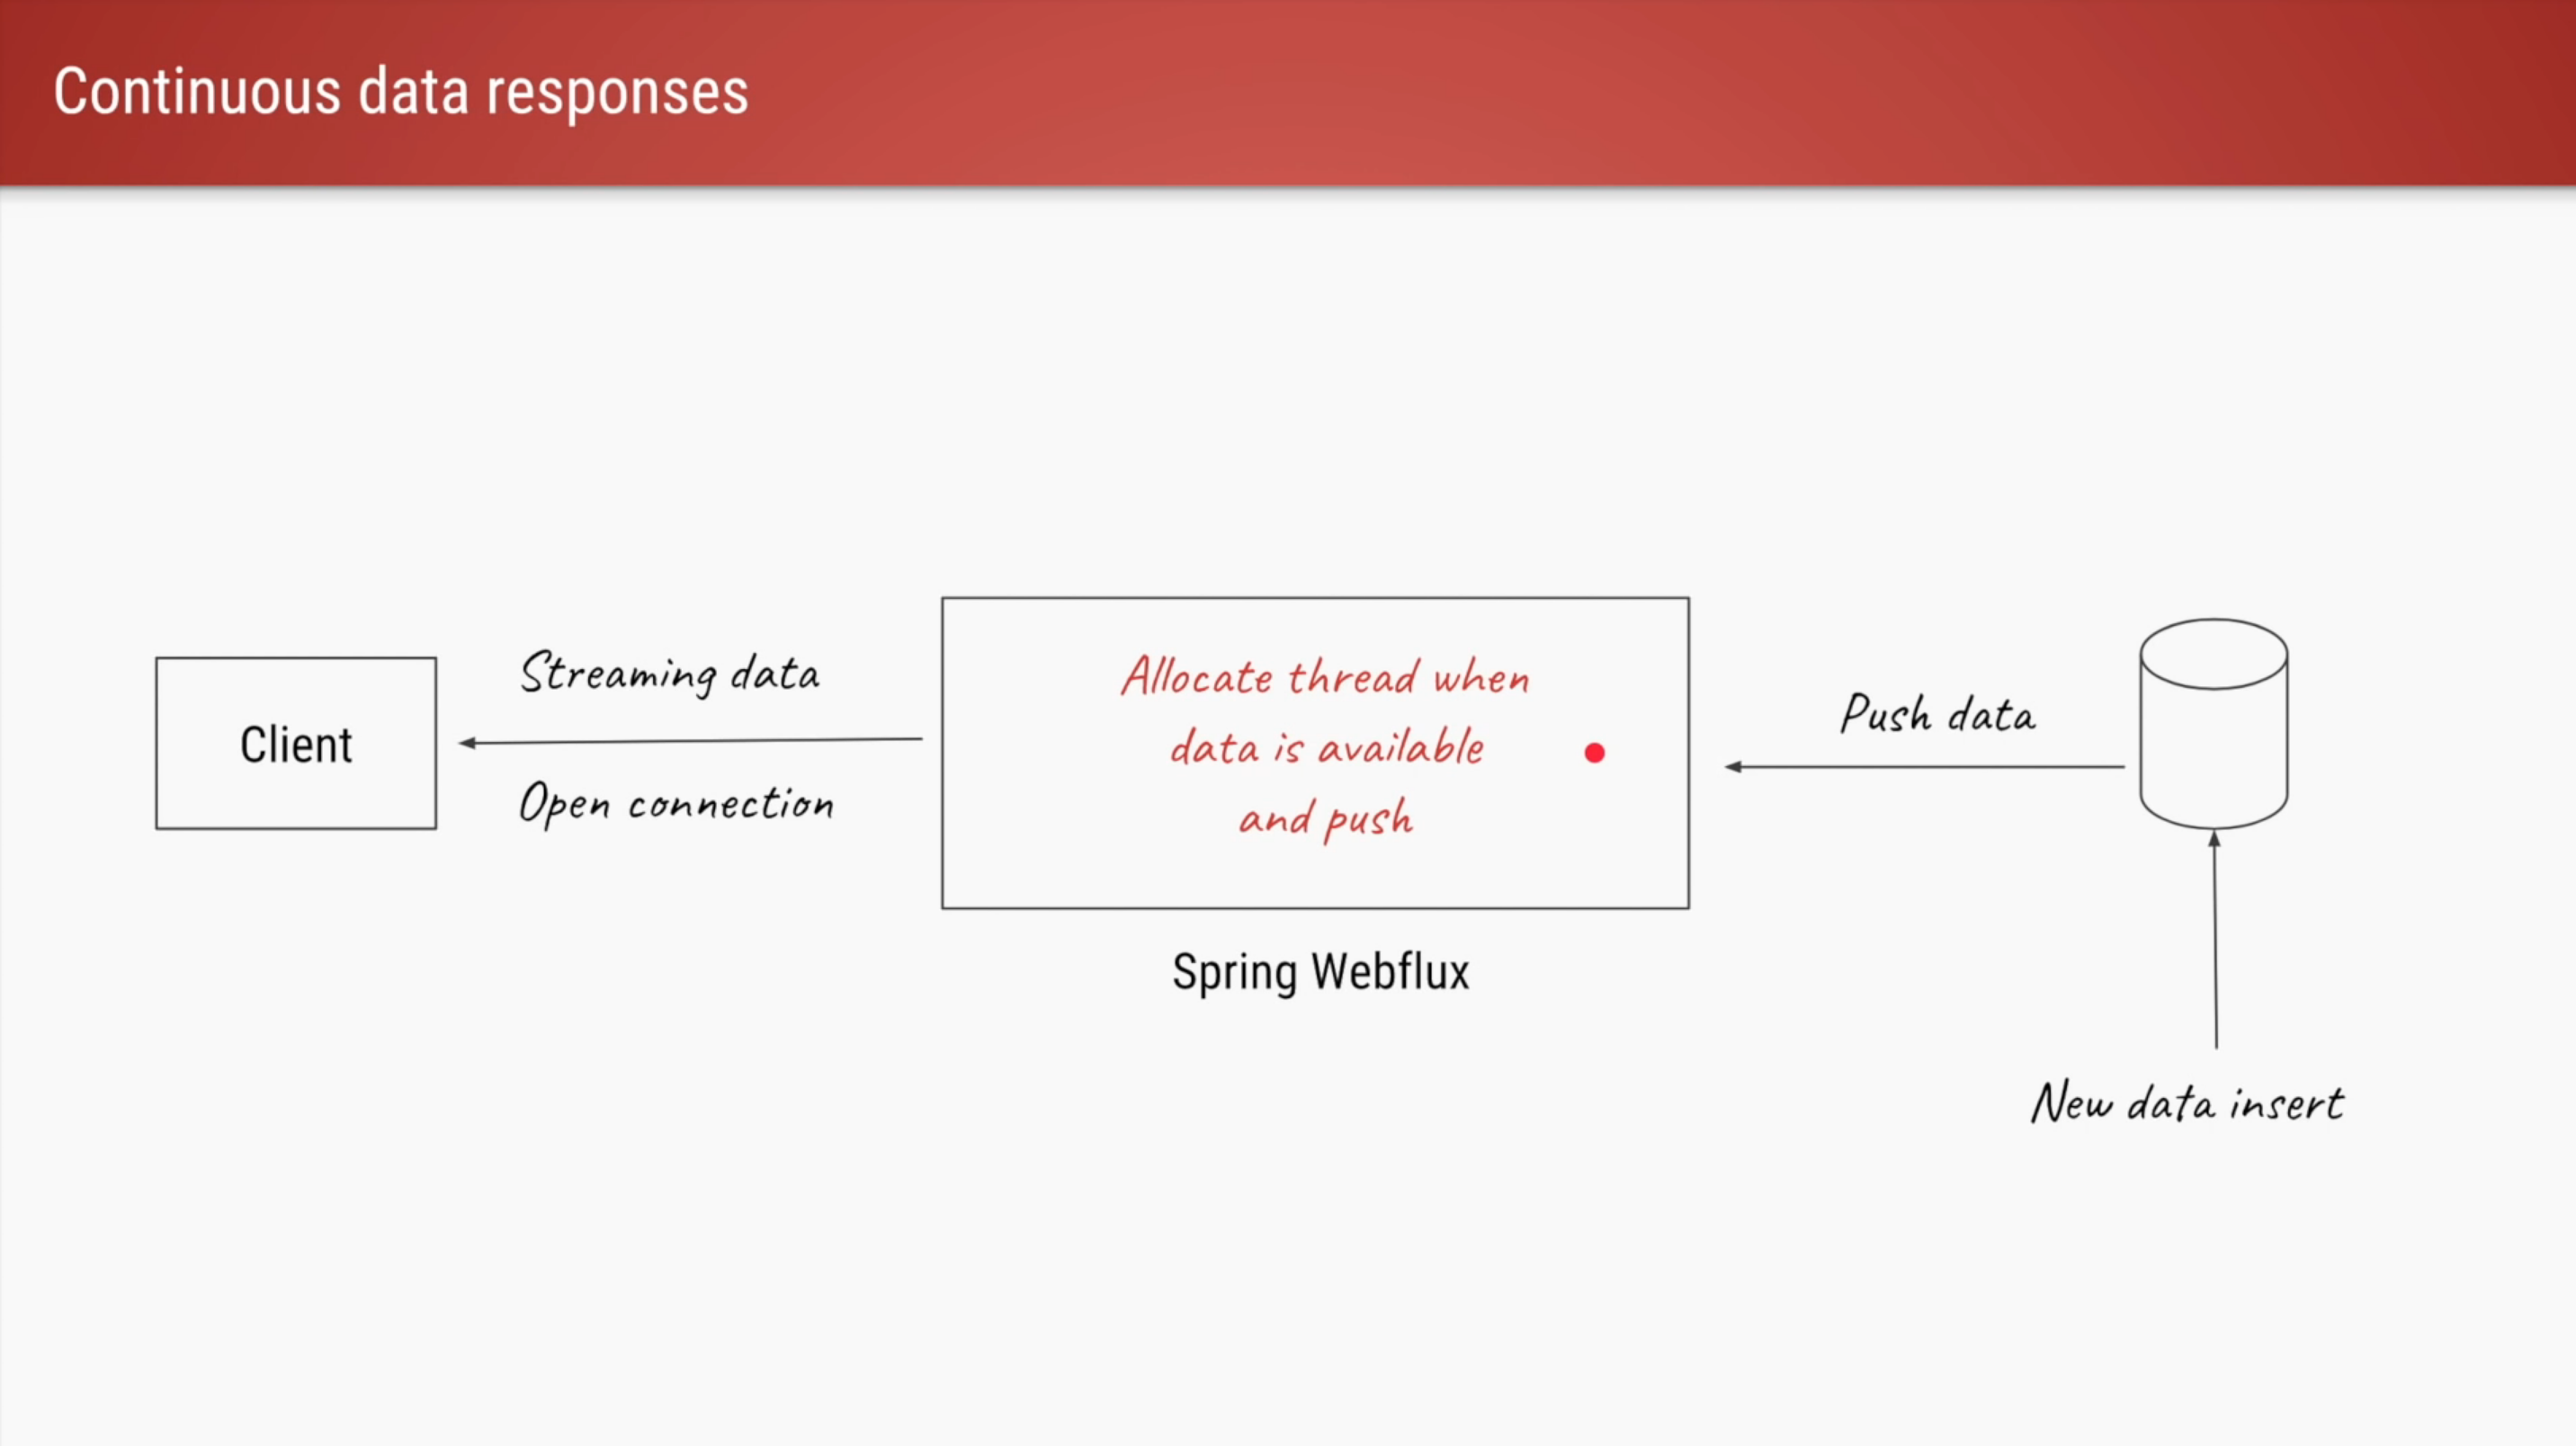 Continuous data responses
Client
Streaming data
Open connection
Allocate thread when
data is available
and push
Spring Webflux
Push data
New data insert